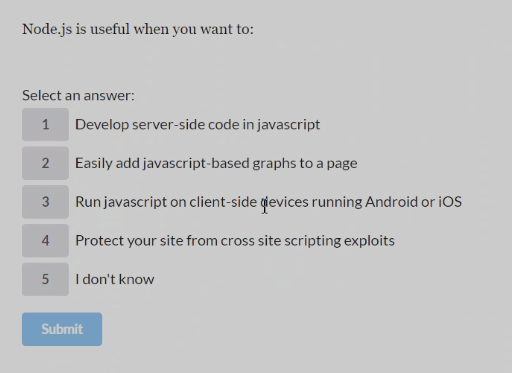 Node.js is useful when you want to:
Select an answer:
1 Develop server-side code in javascript
2 Easily add javascript-based graphs to a page
3 Run javascript on client-side devices running Android or iOS
4 Protect your site from cross site scripting exploits
5 I don't know
Submit